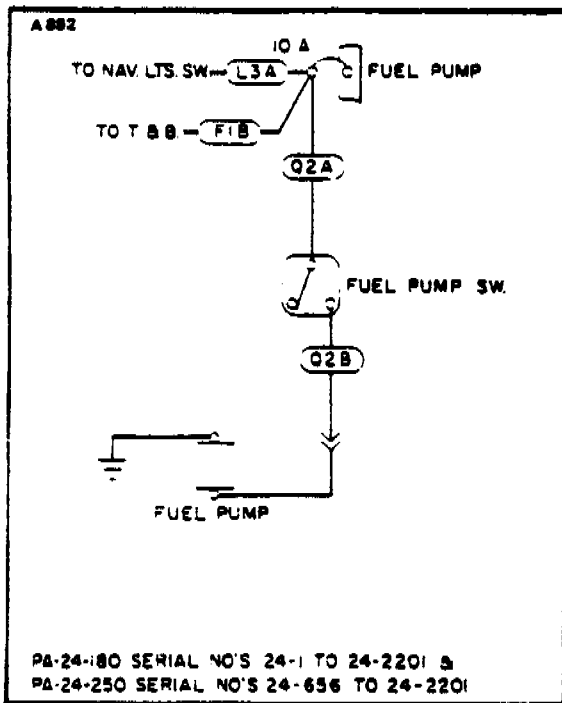 A882
10 A
TO NAV. LTS. SW. L3A FUEL PUMP
TO T & B. F1B
Q2A
FUEL PUMP SW.
Q2B
FUEL PUMP
PA-24-180 SERIAL NO'S 24-1 TO 24-2201 &
PA-24-250 SERIAL NO'S 24-656 TO 24-2201